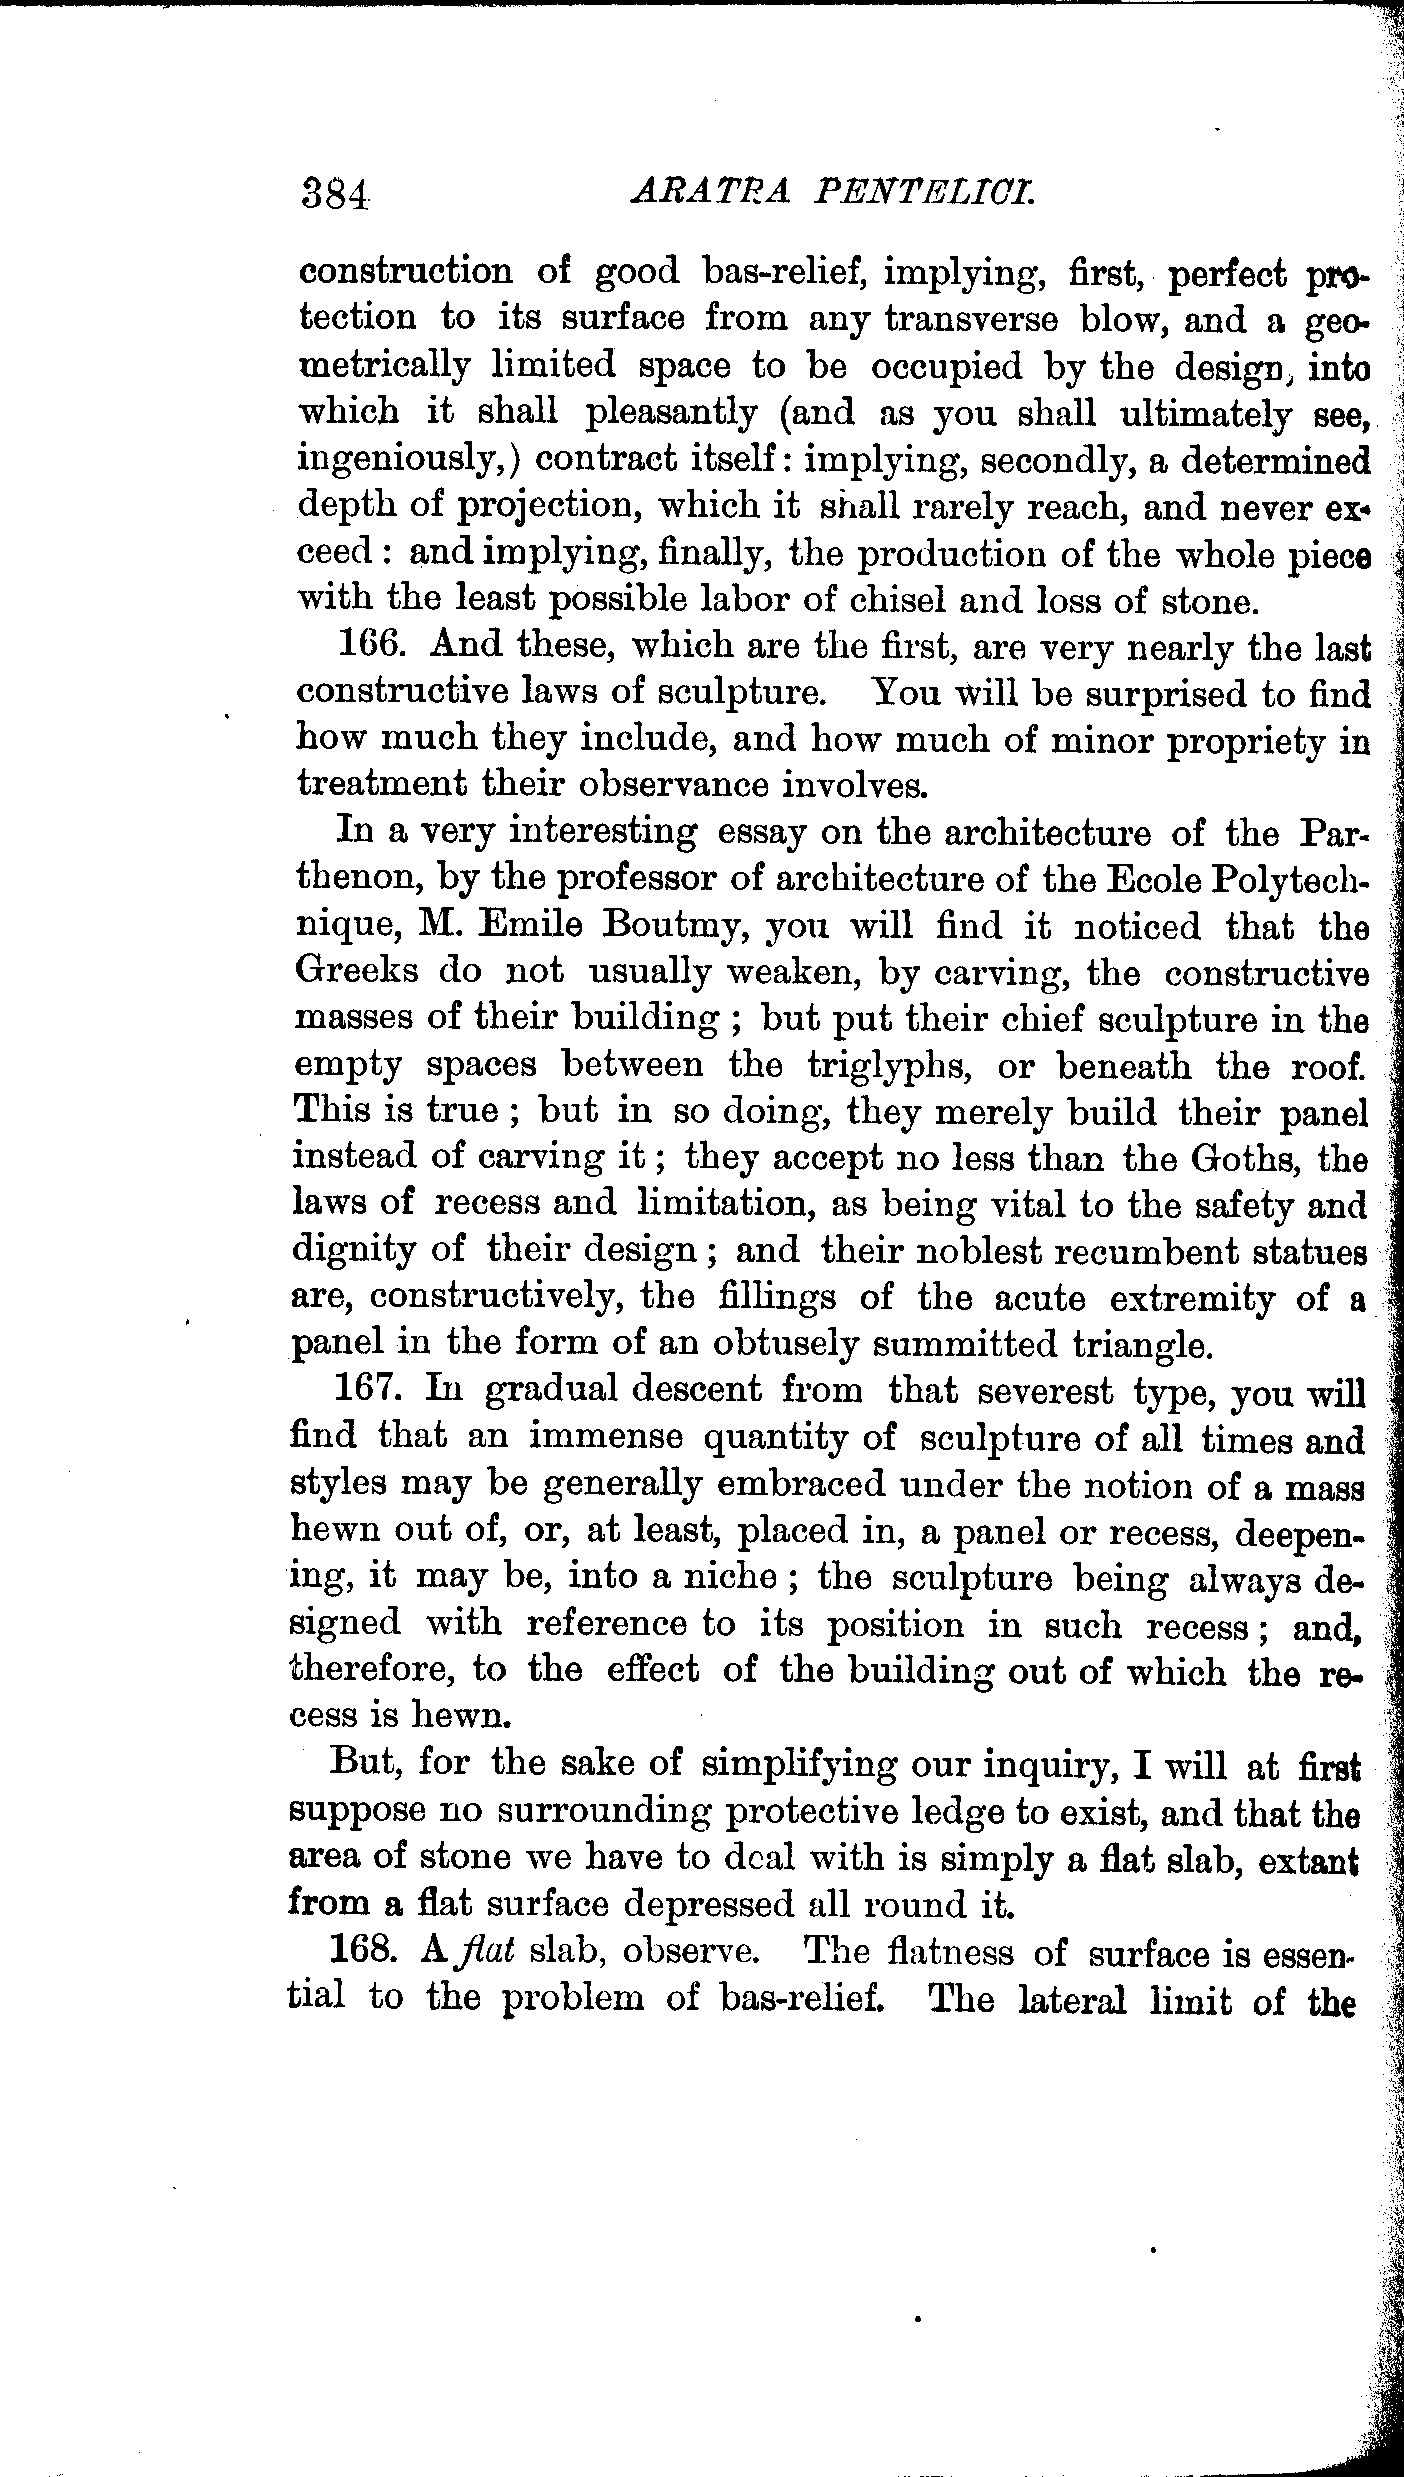 384 ARATRA PENTELICI.
construction of good bas-relief, implying, first, perfect pro-
tection to its surface from any transverse blow, and a geo-
metrically limited space to be occupied by the design, into
which it shall pleasantly (and as you shall ultimately see,
ingeniously,) contract itself: implying, secondly, a determined
depth of projection, which it shall rarely reach, and never ex-
ceed : and implying, finally, the production of the whole piece
with the least possible labor of chisel and loss of stone.
166. And these, which are the first, are very nearly the last
constructive laws of sculpture. You will be surprised to find
how much they include, and how much of minor propriety in
treatment their observance involves.
In a very interesting essay on the architecture of the Par-
thenon, by the professor of architecture of the Ecole Polytech-
nique, M. Emile Boutmy, you will find it noticed that the
Greeks do not usually weaken, by carving, the constructive
masses of their building ; but put their chief sculpture in the
empty spaces between the triglyphs, or beneath the roof.
This is true ; but in so doing, they merely build their panel
instead of carving it ; they accept no less than the Goths, the
laws of recess and limitation, as being vital to the safety and
dignity of their design ; and their noblest recumbent statues
are, constructively, the fillings of the acute extremity of a
panel in the form of an obtusely summitted triangle.
167. In gradual descent from that severest type, you will
find that an immense quantity of sculpture of all times and
styles may be generally embraced under the notion of a mass
hewn out of, or, at least, placed in, a panel or recess, deepen-
ing, it may be, into a niche ; the sculpture being always de-
signed with reference to its position in such recess ; and,
therefore, to the effect of the building out of which the re-
cess is hewn.
But, for the sake of simplifying our inquiry, I will at first
suppose no surrounding protective ledge to exist, and that the
area of stone we have to deal with is simply a flat slab, extant
from a flat surface depressed all round it.
168. A flat slab, observe. The flatness of surface is essen-
tial to the problem of bas-relief. The lateral limit of the